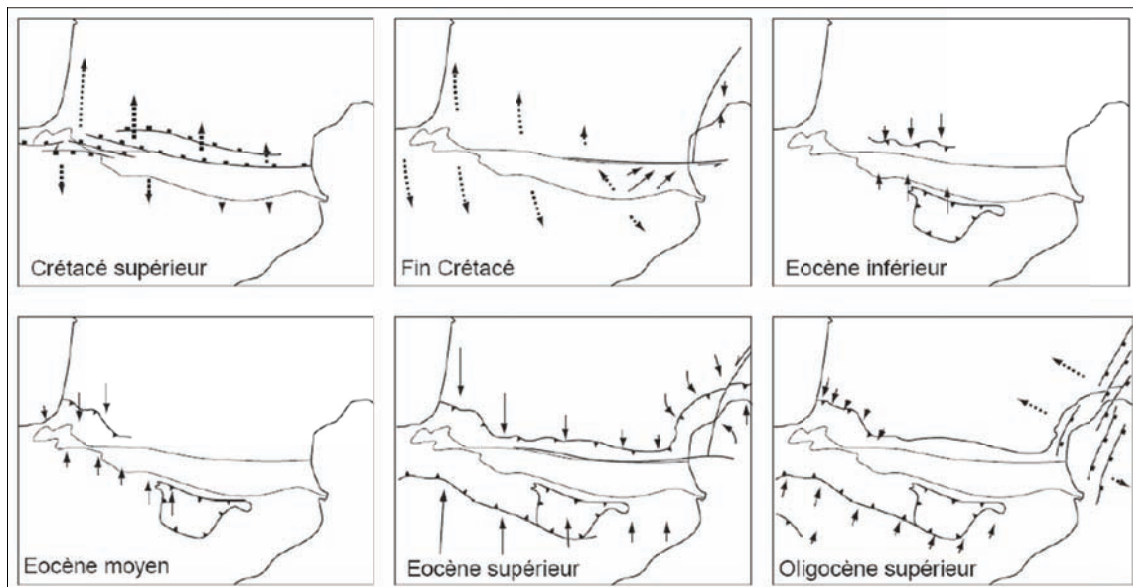 Crétacé supérieur
Fin Crétacé
Eocène inférieur
Eocène moyen
Eocène supérieur
Oligocène supérieur